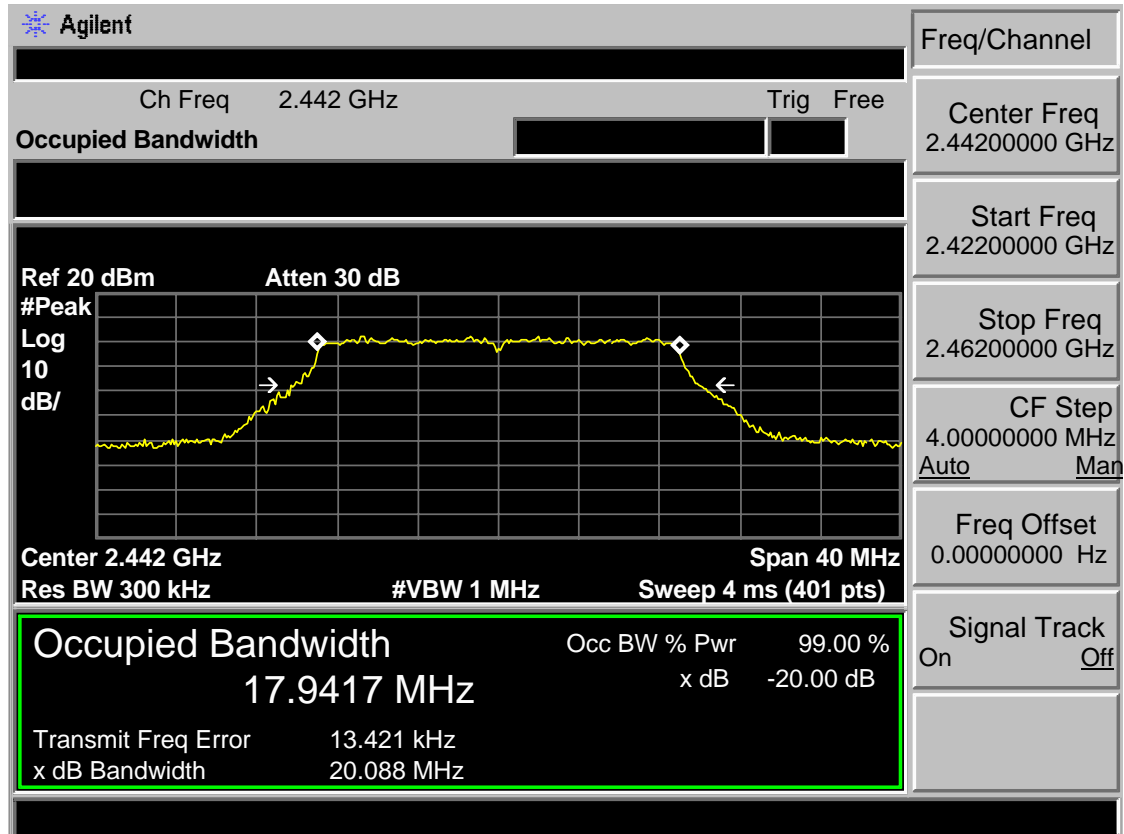 Agilent
Freq/Channel
Ch Freq 2.442 GHz Trig Free
Occupied Bandwidth
Center Freq
2.44200000 GHz
Start Freq
2.42200000 GHz
Stop Freq
2.46200000 GHz
CF Step
4.00000000 MHz
Auto Man
Freq Offset
0.00000000 Hz
Signal Track
On Off
Ref 20 dBm Atten 30 dB
#Peak
Log
10
dB/
Center 2.442 GHz Span 40 MHz
Res BW 300 kHz #VBW 1 MHz Sweep 4 ms (401 pts)
Occupied Bandwidth Occ BW % Pwr 99.00 %
17.9417 MHz x dB -20.00 dB
Transmit Freq Error 13.421 kHz
x dB Bandwidth 20.088 MHz